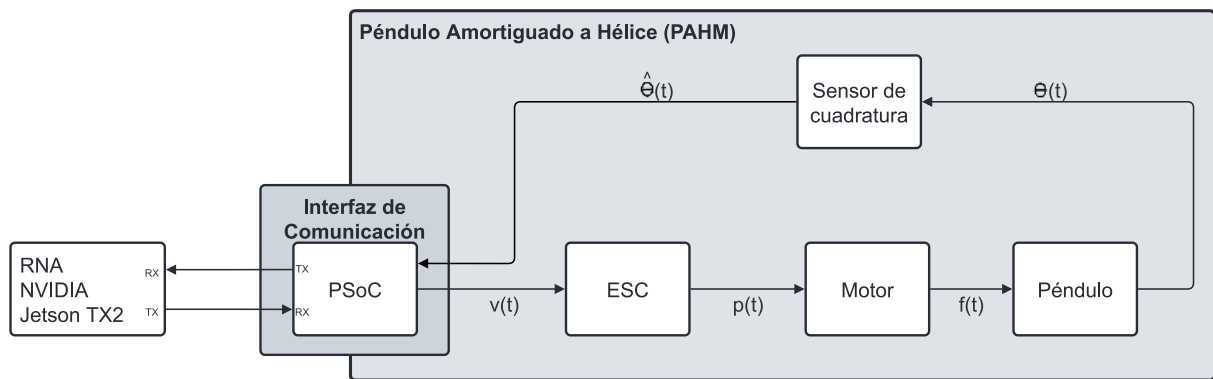 Péndulo Amortiguado a Hélice (PAHM)
Sensor de
cuadratura
Θ̂(t)
Θ(t)
Interfaz de
Comunicación
RNA
NVIDIA
Jetson TX2
RX
TX
TX
RX
PSoC
v(t)
ESC
p(t)
Motor
f(t)
Péndulo